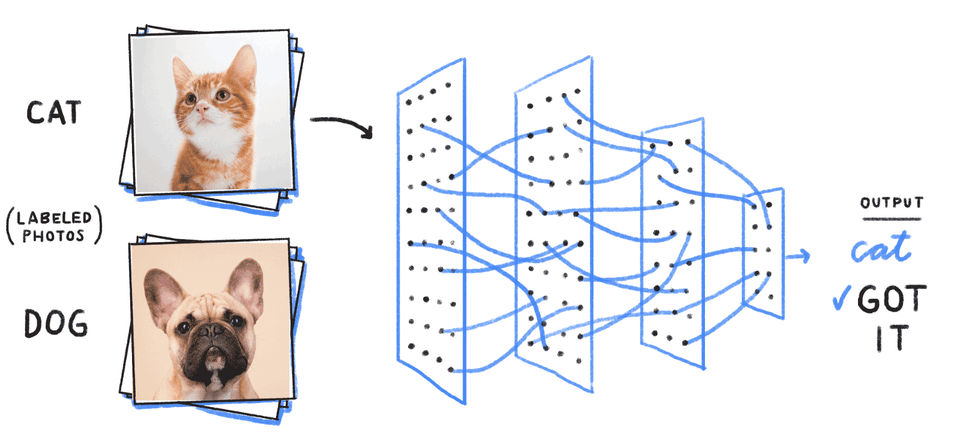 CAT
(LABELED
PHOTOS)
DOG
OUTPUT
cat
✓GOT
IT